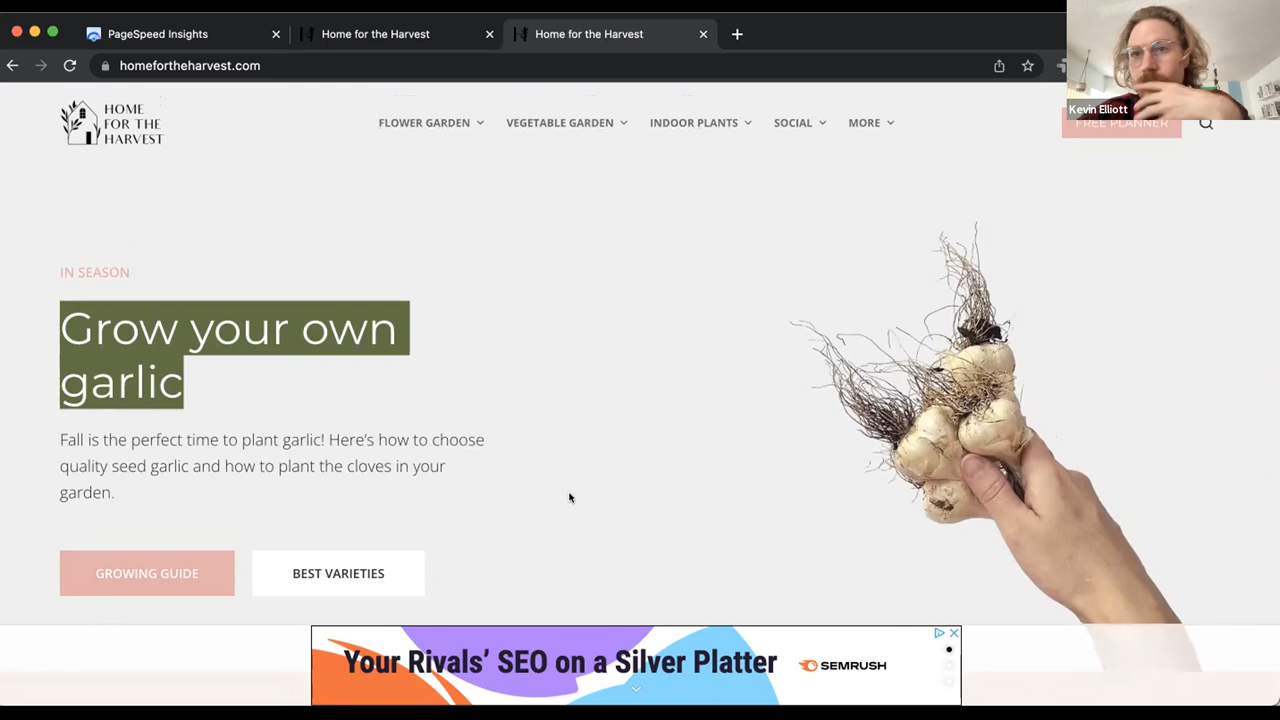 PageSpeed Insights
Home for the Harvest
Home for the Harvest
homefortheharvest.com
Kevin Elliott
HOME
FOR THE
HARVEST
FLOWER GARDEN
VEGETABLE GARDEN
INDOOR PLANTS
SOCIAL
MORE
FREE PLANNER
IN SEASON
Grow your own
garlic
Fall is the perfect time to plant garlic! Here's how to choose
quality seed garlic and how to plant the cloves in your
garden.
GROWING GUIDE
BEST VARIETIES
Your Rivals' SEO on a Silver Platter
SEMRUSH